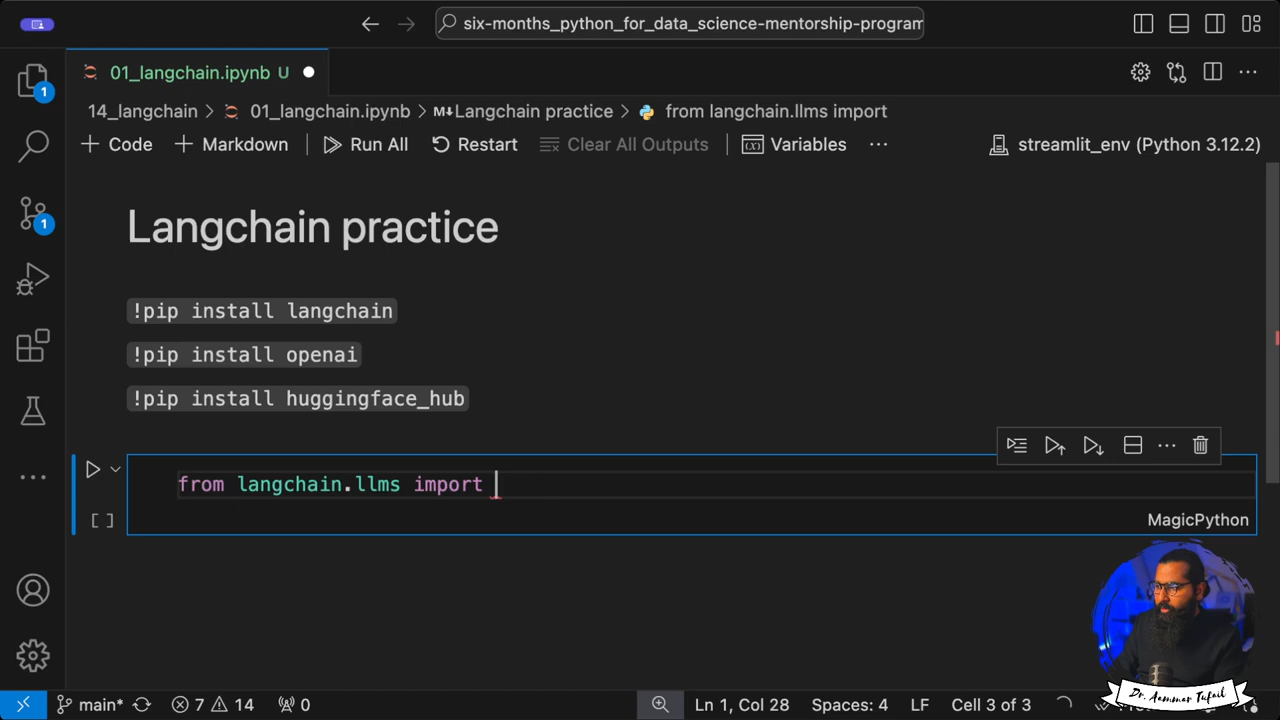 six-months_python_for_data_science-mentorship-program
01_langchain.ipynb U
14_langchain > 01_langchain.ipynb > M↓Langchain practice > from langchain.llms import
+ Code + Markdown Run All Restart Clear All Outputs Variables ··· streamlit_env (Python 3.12.2)
1
Langchain practice
1
!pip install langchain
!pip install openai
!pip install huggingface_hub
from langchain.llms import
[ ]
MagicPython
Dr. Aammar Tufail
main* 7 14 0 Ln 1, Col 28 Spaces: 4 LF Cell 3 of 3